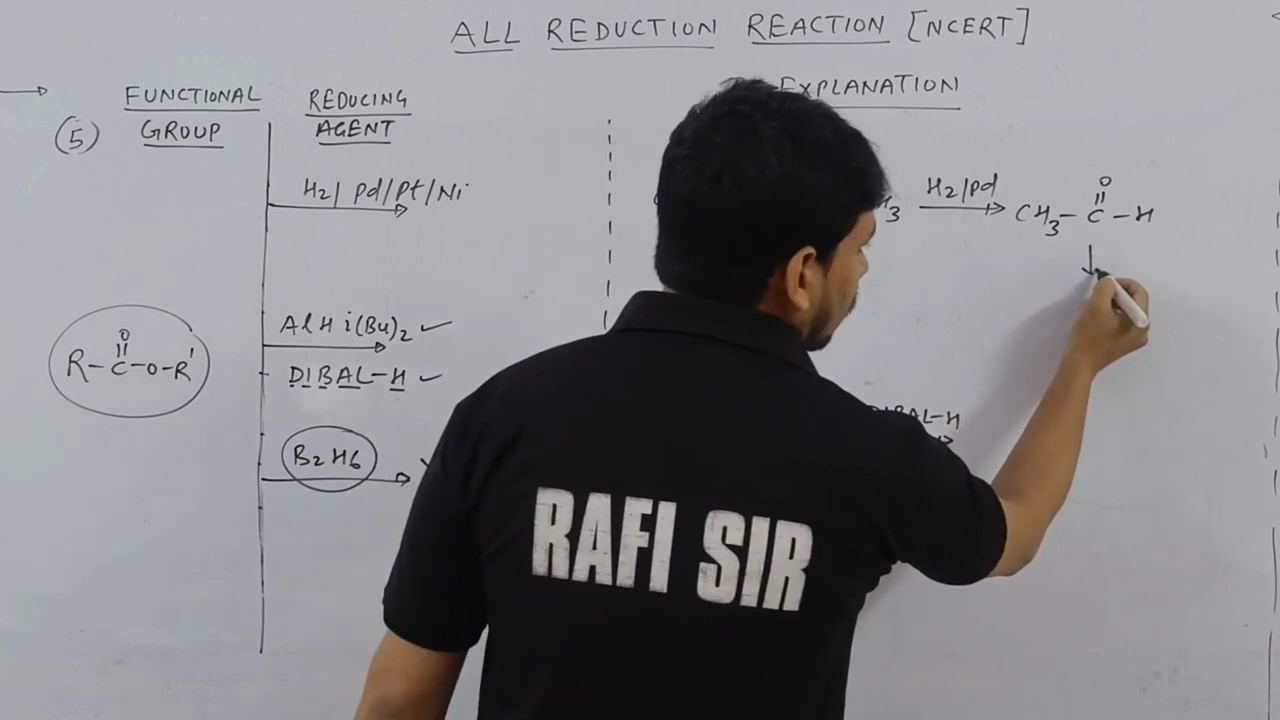 ALL REDUCTION REACTION [NCERT]
FUNCTIONAL GROUP
REDUCING AGENT
EXPLANATION
(5)
H2/ Pd/Pt/Ni
H3 H2/Pd CH3-C-H
O
AlH i(Bu)2 ✓
O
R-C-O-R'
DIBAL-H ✓
DIBAL-H
B2H6
RAFI SIR